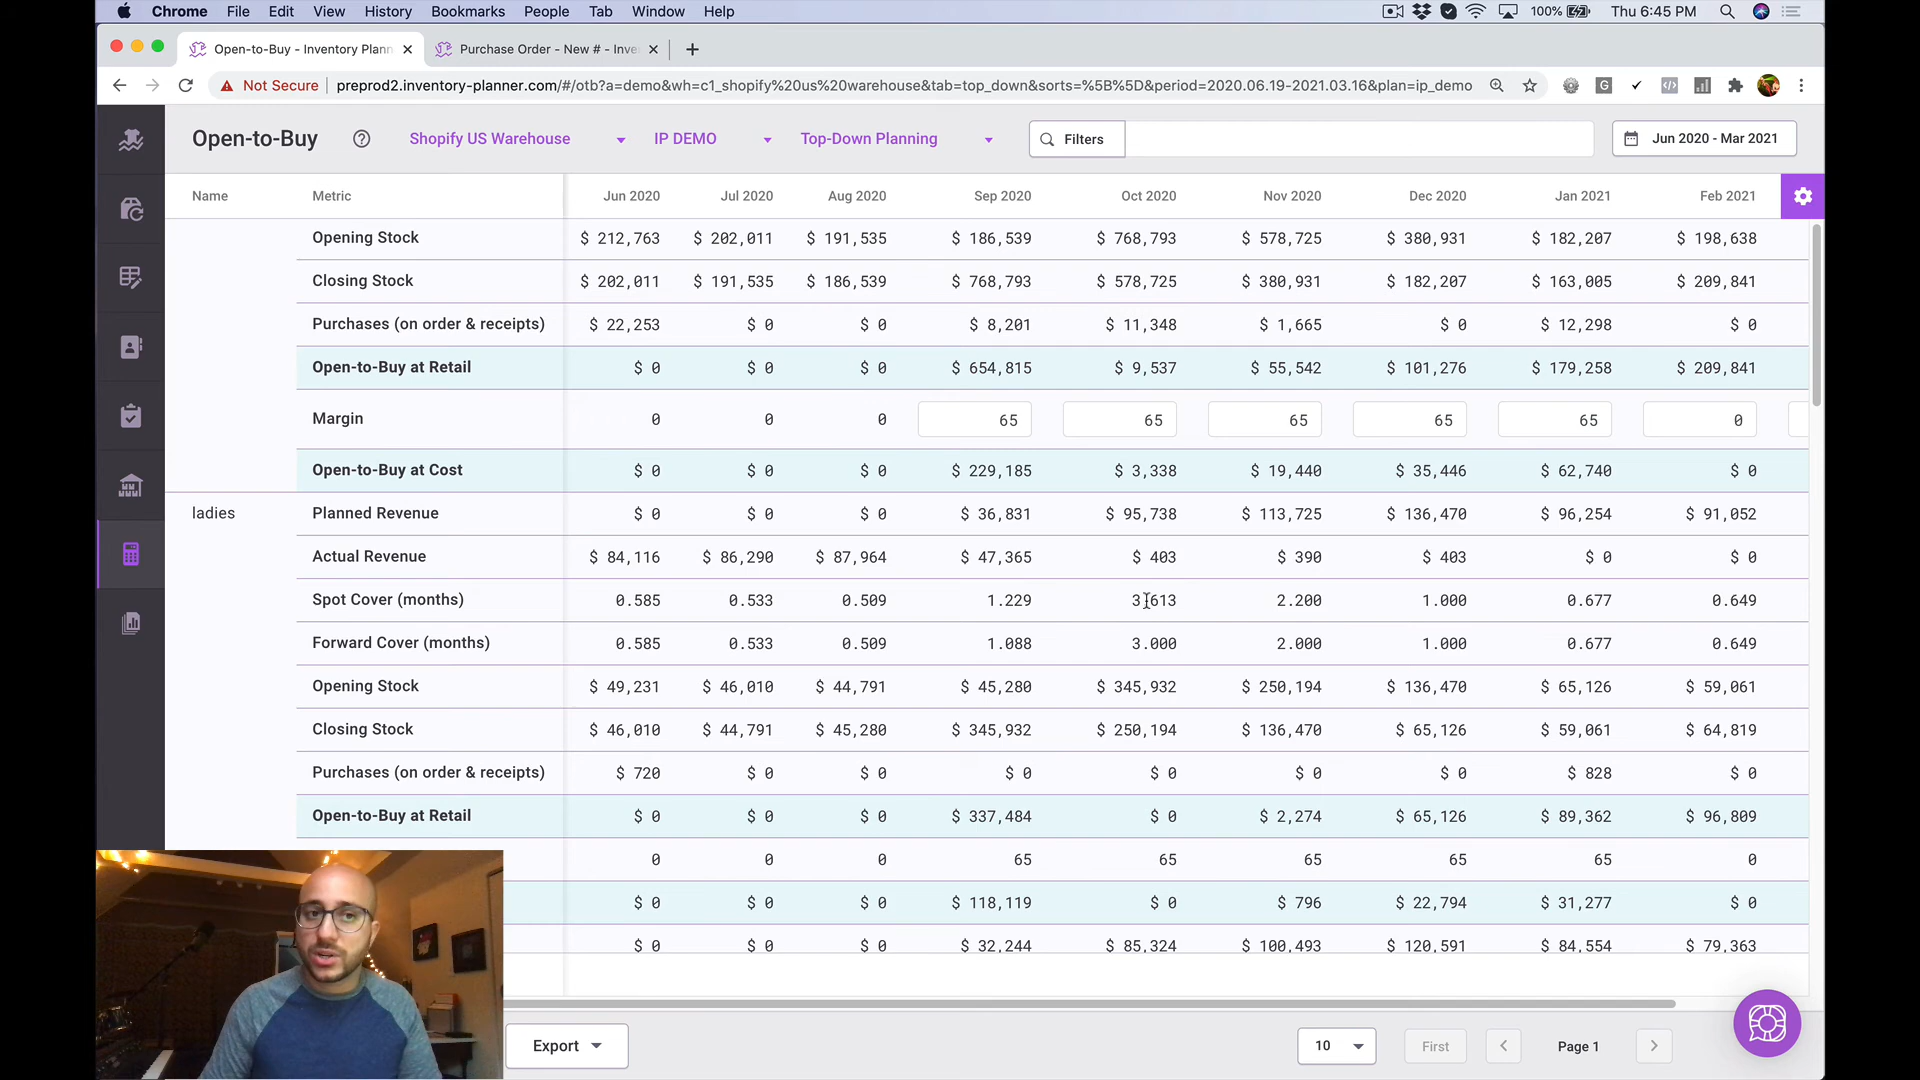 Chrome File Edit View History Bookmarks People Tab Window Help 100% Thu 6:45 PM
Open-to-Buy - Inventory Plann Purchase Order - New # - Inve
Not Secure preprod2.inventory-planner.com/#/otb?a=demo&wh=c1_shopify%20us%20warehouse&tab=top_down&sorts=%5B%5D&period=2020.06.19-2021.03.16&plan=ip_demo
Open-to-Buy Shopify US Warehouse IP DEMO Top-Down Planning Filters Jun 2020 - Mar 2021
Name Metric Jun 2020 Jul 2020 Aug 2020 Sep 2020 Oct 2020 Nov 2020 Dec 2020 Jan 2021 Feb 2021
Opening Stock $ 212,763 $ 202,011 $ 191,535 $ 186,539 $ 768,793 $ 578,725 $ 380,931 $ 182,207 $ 198,638
Closing Stock $ 202,011 $ 191,535 $ 186,539 $ 768,793 $ 578,725 $ 380,931 $ 182,207 $ 163,005 $ 209,841
Purchases (on order & receipts) $ 22,253 $ 0 $ 0 $ 8,201 $ 11,348 $ 1,665 $ 0 $ 12,298 $ 0
Open-to-Buy at Retail $ 0 $ 0 $ 0 $ 654,815 $ 9,537 $ 55,542 $ 101,276 $ 179,258 $ 209,841
Margin 0 0 0 65 65 65 65 65 0
Open-to-Buy at Cost $ 0 $ 0 $ 0 $ 229,185 $ 3,338 $ 19,440 $ 35,446 $ 62,740 $ 0
ladies Planned Revenue $ 0 $ 0 $ 0 $ 36,831 $ 95,738 $ 113,725 $ 136,470 $ 96,254 $ 91,052
Actual Revenue $ 84,116 $ 86,290 $ 87,964 $ 47,365 $ 403 $ 390 $ 403 $ 0 $ 0
Spot Cover (months) 0.585 0.533 0.509 1.229 3.613 2.200 1.000 0.677 0.649
Forward Cover (months) 0.585 0.533 0.509 1.088 3.000 2.000 1.000 0.677 0.649
Opening Stock $ 49,231 $ 46,010 $ 44,791 $ 45,280 $ 345,932 $ 250,194 $ 136,470 $ 65,126 $ 59,061
Closing Stock $ 46,010 $ 44,791 $ 45,280 $ 345,932 $ 250,194 $ 136,470 $ 65,126 $ 59,061 $ 64,819
Purchases (on order & receipts) $ 720 $ 0 $ 0 $ 0 $ 0 $ 0 $ 0 $ 828 $ 0
Open-to-Buy at Retail $ 0 $ 0 $ 0 $ 337,484 $ 0 $ 2,274 $ 65,126 $ 89,362 $ 96,809
0 0 0 65 65 65 65 65 0
$ 0 $ 0 $ 0 $ 118,119 $ 0 $ 796 $ 22,794 $ 31,277 $ 0
$ 0 $ 0 $ 0 $ 32,244 $ 85,324 $ 100,493 $ 120,591 $ 84,554 $ 79,363
Export 10 First Page 1